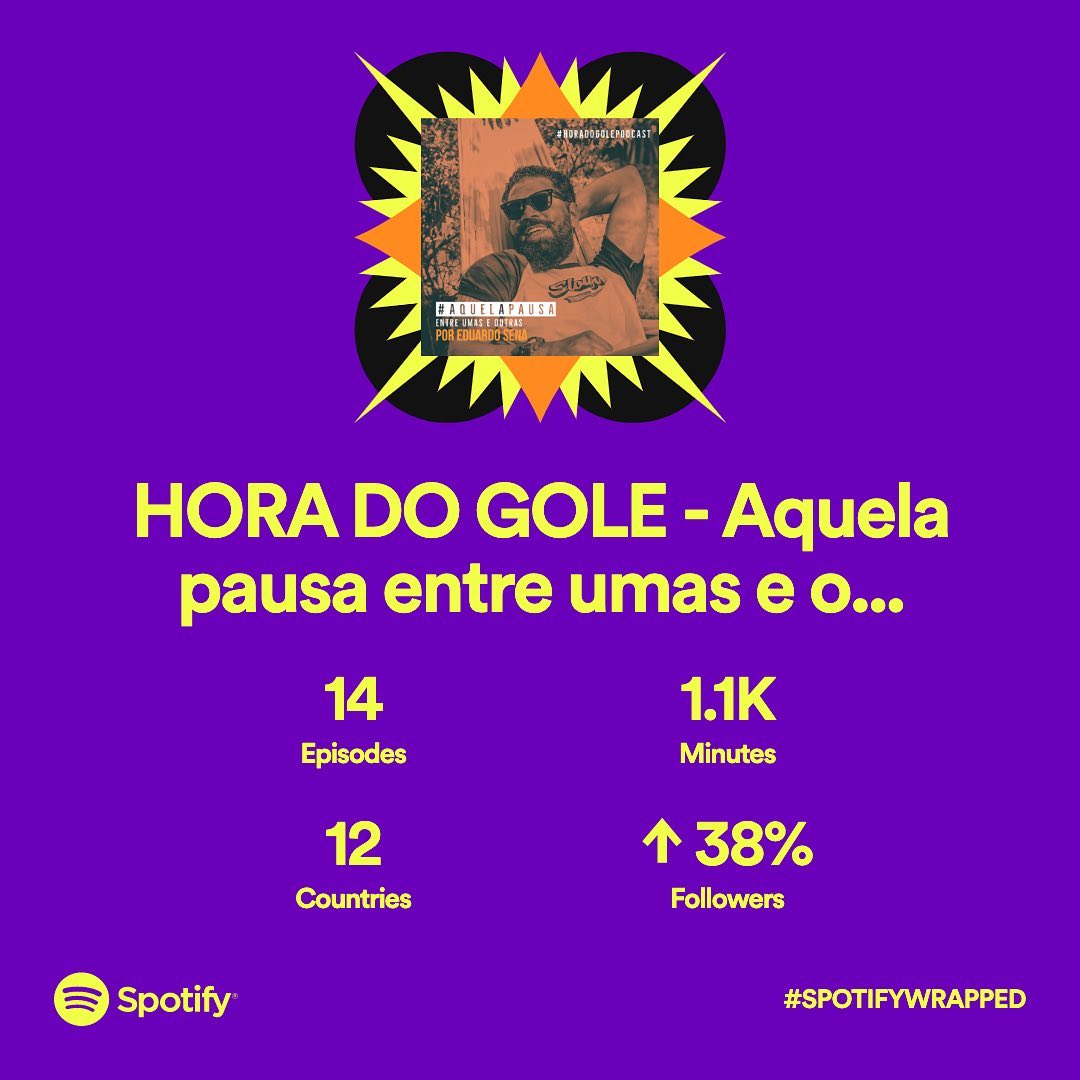 #HORADOGOLEPODCAST
#AQUELAPAUSA
ENTRE UMAS E OUTRAS
POR EDUARDO SENA
HORA DO GOLE - Aquela
pausa entre umas e o...
14
Episodes
1.1K
Minutes
12
Countries
↑ 38%
Followers
Spotify®
#SPOTIFYWRAPPED